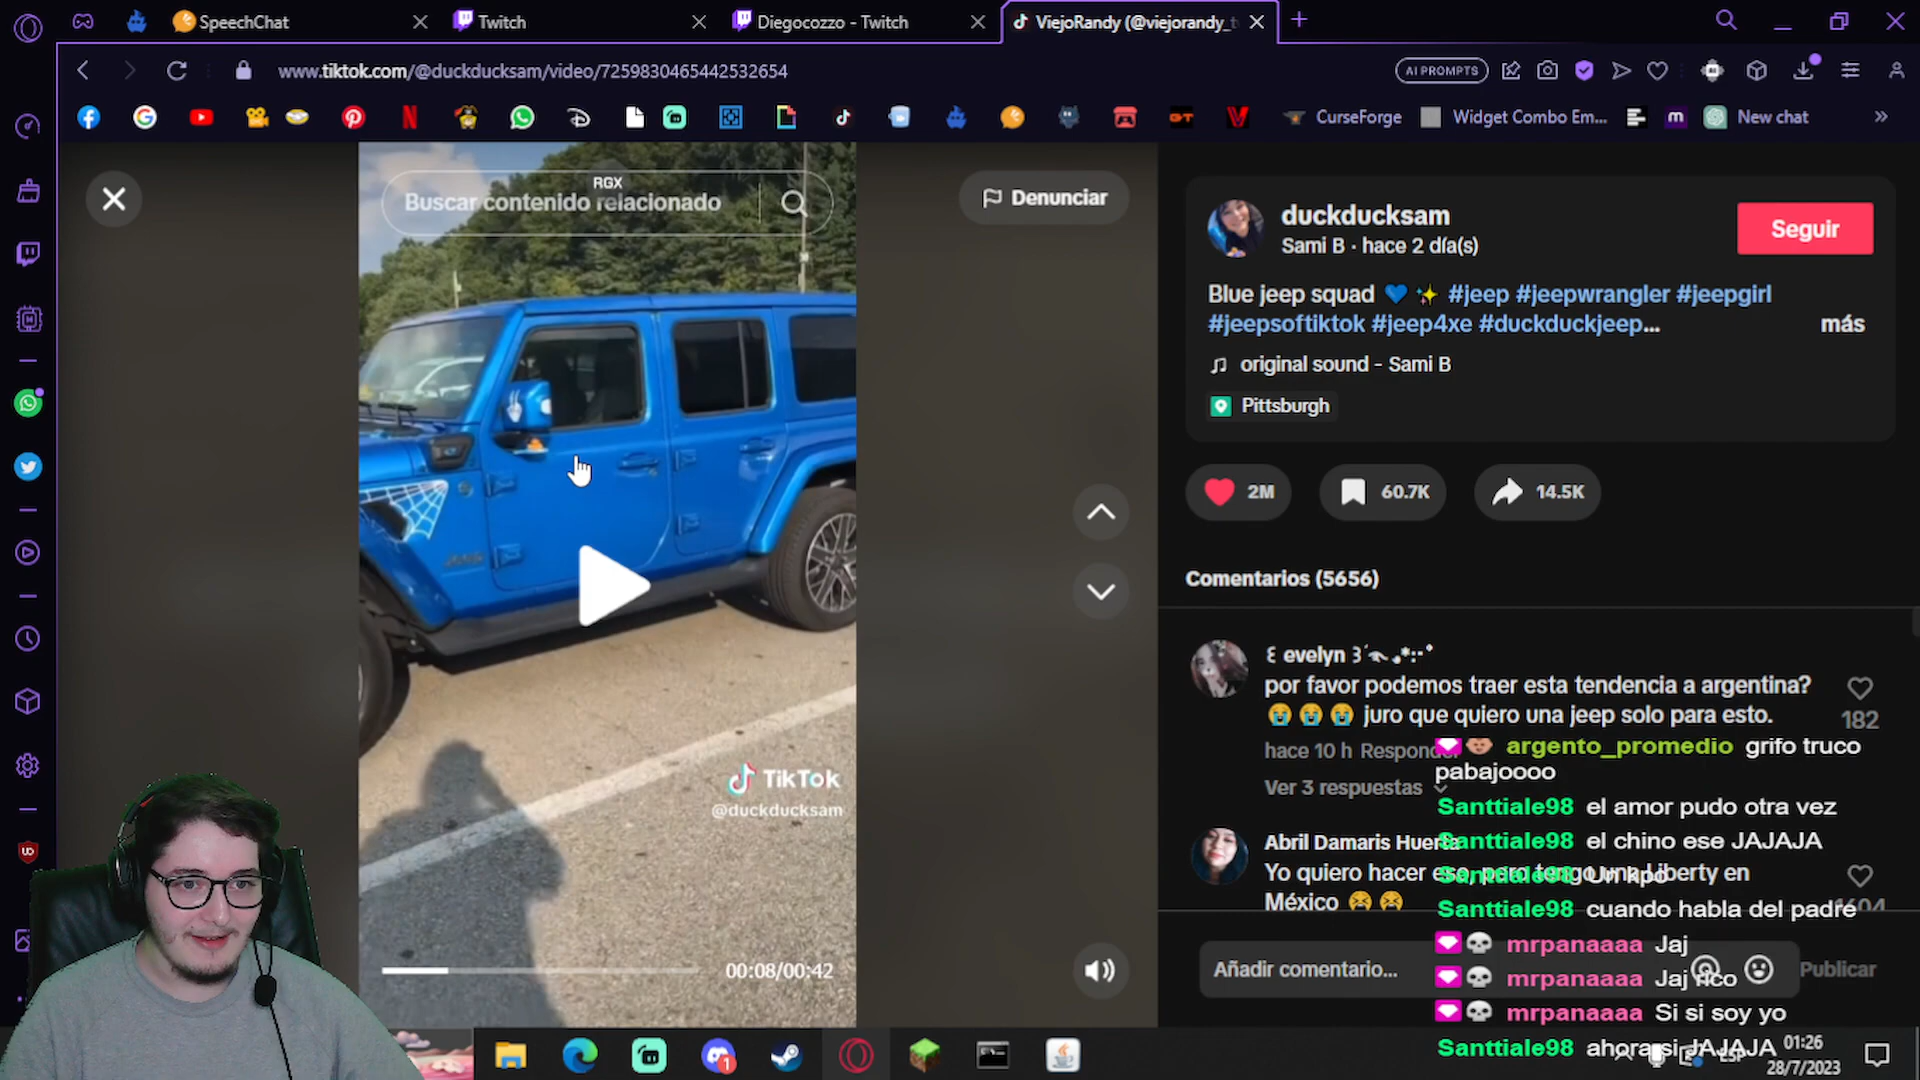 SpeechChat
Twitch
Diegocozzo - Twitch
ViejoRandy (@viejorandy_t
www.tiktok.com/@duckducksam/video/7259830465442532654
AI PROMPTS
CurseForge
Widget Combo Em...
New chat
RGX
Buscar contenido relacionado
Denunciar
TikTok
@duckducksam
00:08/00:42
duckducksam
Sami B · hace 2 día(s)
Seguir
Blue jeep squad 💙 ✨ #jeep #jeepwrangler #jeepgirl
#jeepsoftiktok #jeep4xe #duckduckjeep...
más
original sound - Sami B
Pittsburgh
2M
60.7K
14.5K
Comentarios (5656)
evelyn
por favor podemos traer esta tendencia a argentina?
😭 😭 😭 juro que quiero una jeep solo para esto.
182
hace 10 h
Ver 3 respuestas
Abril Damaris Huerta
Yo quiero hacer eso, pero tengo una Liberty en
México 😫 😫
1604
Añadir comentario...
Publicar
argento_promedio grifo truco
pabajoooo
Santtiale98 el amor pudo otra vez
Santtiale98 el chino ese JAJAJA
Santtiale98 Un kpo
Santtiale98 cuando habla del padre
mrpanaaaa Jaj
mrpanaaaa Jaj rico
mrpanaaaa Si si soy yo
Santtiale98 ahora si JAJAJA
ESP
01:26
28/7/2023